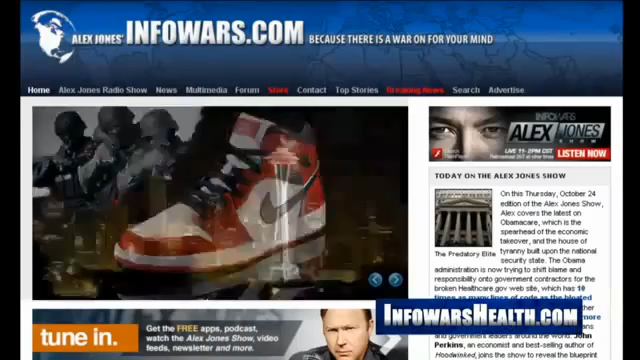 ALEX JONES' INFOWARS.COM BECAUSE THERE IS A WAR ON FOR YOUR MIND
Home Alex Jones Radio Show News Multimedia Forum Store Contact Top Stories Breaking News Search Advertise
INFOWARS
ALEX JONES
SHOW
LIVE 11-2PM CST
LISTEN NOW
TODAY ON THE ALEX JONES SHOW
On this Thursday, October 24
edition of the Alex Jones Show,
Alex covers the latest on
Obamacare, which is the
spearhead of the economic
takeover, and the house of
tyranny built upon the national
The Predatory Elite
security state. The Obama
administration is now trying to shift blame and
responsibility onto government contractors for the
broken Healthcare.gov web site, which has 10
times as many lines of code as the bloated
more
INFOWARSHEALTH.COM
and government leaders around the world. John
Perkins, an economist and best-selling author of
Hoodwinked, joins the show to reveal the blueprint
tune in.
Get the FREE apps, podcast,
watch the Alex Jones Show, video
feeds, newsletter and more.